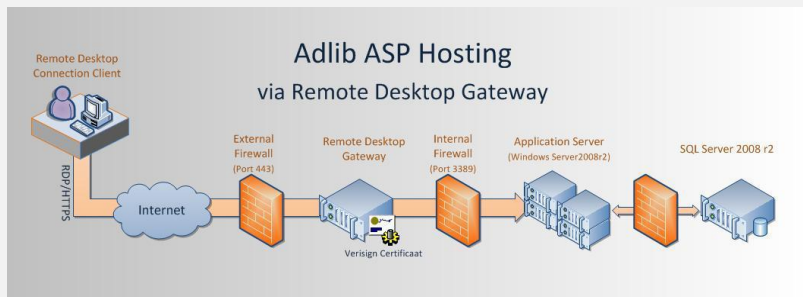 Adlib ASP Hosting
via Remote Desktop Gateway
Remote Desktop
Connection Client
RDP/HTTPS
Internet
External
Firewall
(Port 443)
Remote Desktop
Gateway
Verisign Certificaat
Internal
Firewall
(Port 3389)
Application Server
(Windows Server2008r2)
SQL Server 2008 r2